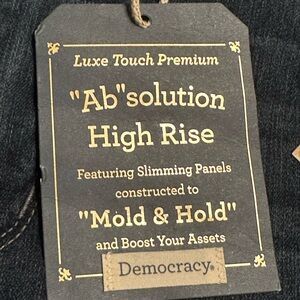 Luxe Touch Premium
"Ab"solution
High Rise
Featuring Slimming Panels
constructed to
"Mold & Hold"
and Boost Your Assets
Democracy®